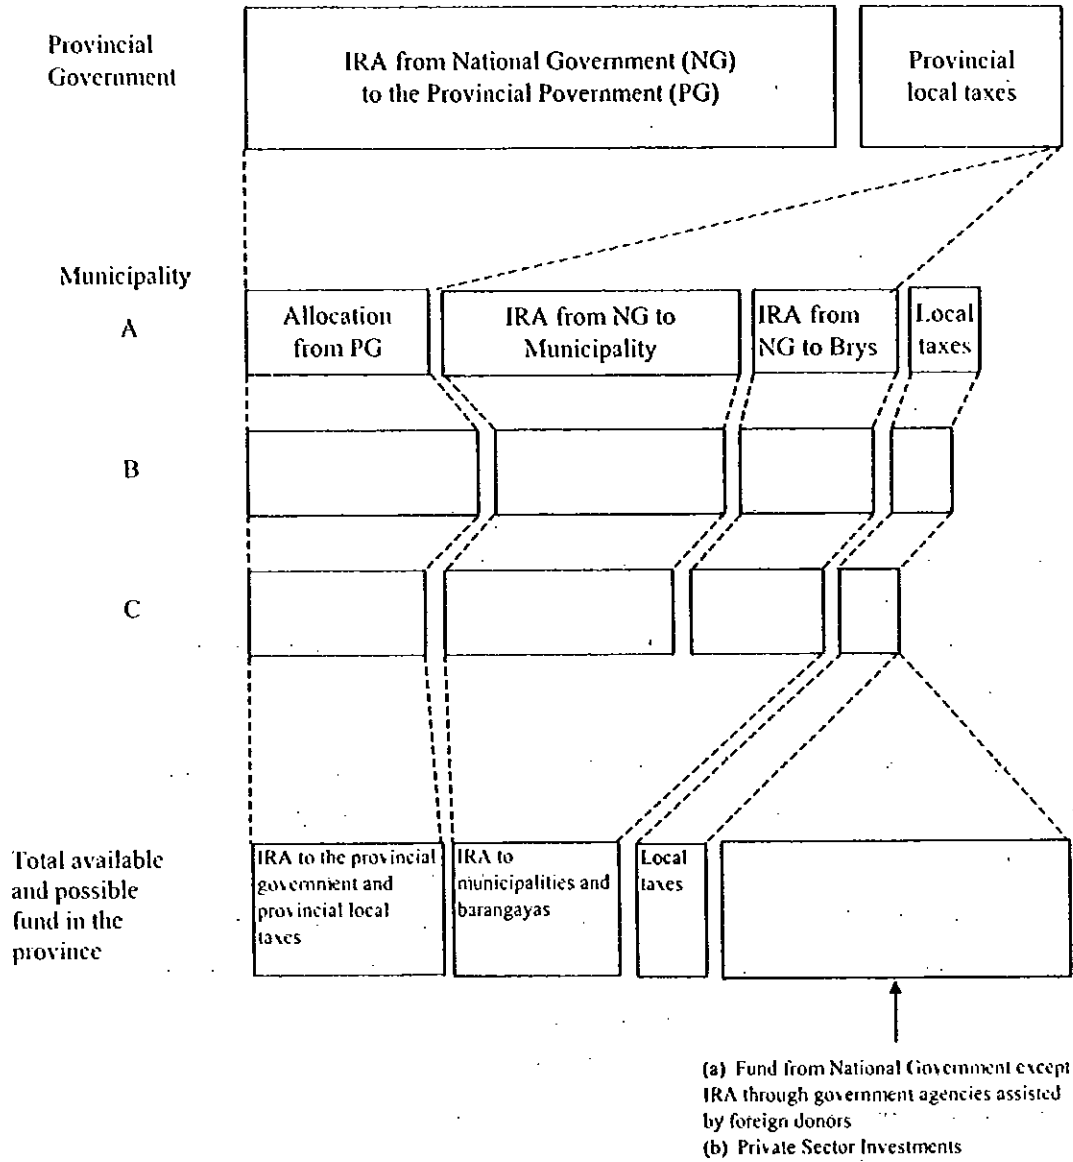 Provincial
Government
IRA from National Government (NG)
to the Provincial Povernment (PG)
Provincial
local taxes
Municipality
A
Allocation
from PG
IRA from NG to
Municipality
IRA from
NG to Brys
Local
taxes
B
C
Total available
and possible
fund in the
province
IRA to the provincial
government and
provincial local
taxes
IRA to
municipalities and
barangayas
Local
taxes
(a) Fund from National Government except
IRA through government agencies assisted
by foreign donors
(b) Private Sector Investments